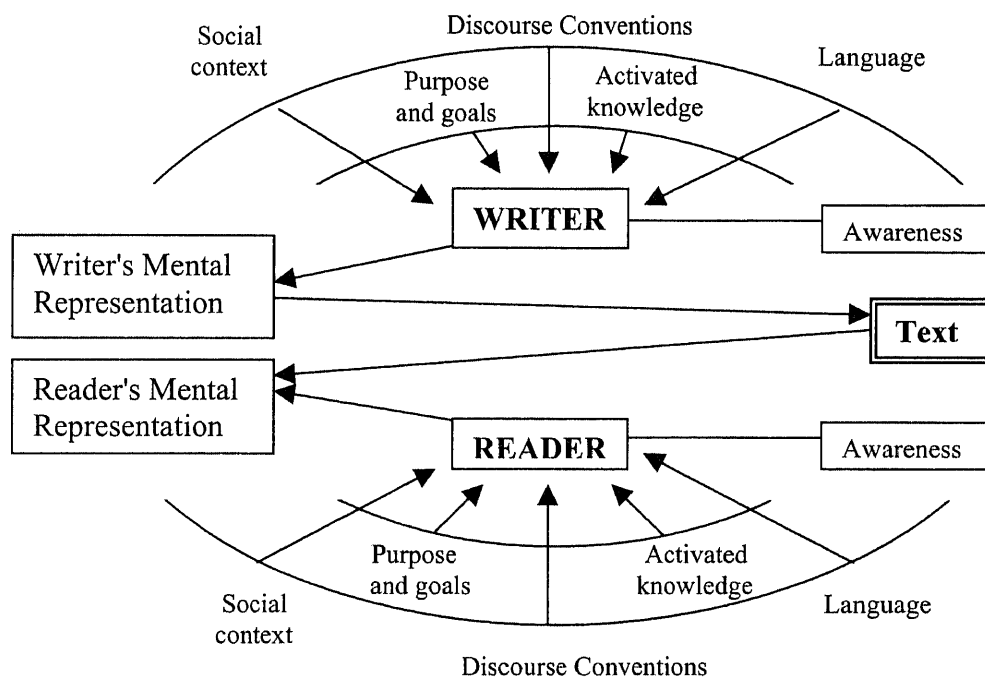 Discourse Conventions
Social
context
Language
Purpose
and goals
Activated
knowledge
WRITER
Awareness
Writer's Mental
Representation
Text
Reader's Mental
Representation
READER
Awareness
Purpose
and goals
Activated
knowledge
Social
context
Language
Discourse Conventions